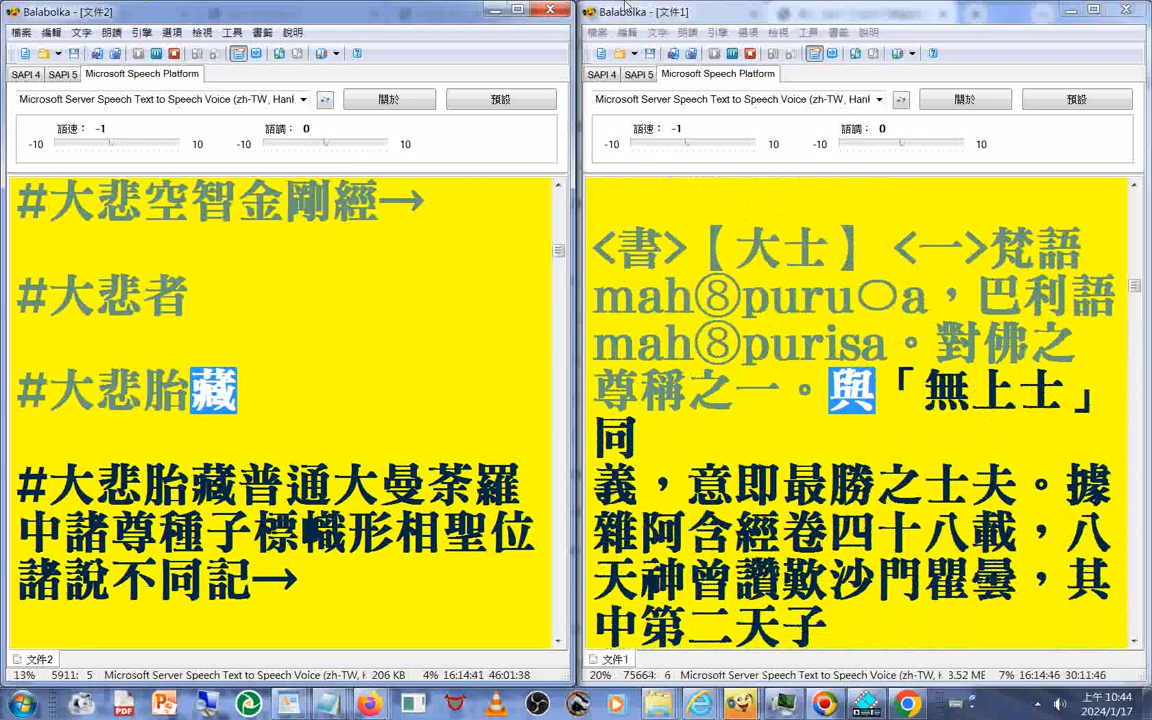 Balabolka - [文件2]
檔案 編輯 文字 朗讀 引擎 選項 檢視 工具 書籤 說明
SAPI 4 SAPI 5 Microsoft Speech Platform
Microsoft Server Speech Text to Speech Voice (zh-TW, Hanl
關於 預設
語速： -1 語調： 0
-10 10 -10 10
#大悲空智金剛經→
#大悲者
#大悲胎藏
#大悲胎藏普通大曼荼羅
中諸尊種子標幟形相聖位
諸說不同記→
文件2
13% 5911: 5 Microsoft Server Speech Text to Speech Voice (zh-TW, H 206 KB 4% 16:14:41 46:01:38
Balabolka - [文件1]
檔案 編輯 文字 朗讀 引擎 選項 檢視 工具 書籤 說明
SAPI 4 SAPI 5 Microsoft Speech Platform
Microsoft Server Speech Text to Speech Voice (zh-TW, Hanl
關於 預設
語速： -1 語調： 0
-10 10 -10 10
<書>【大士】 <一>梵語
mah⑧puru○a，巴利語
mah⑧purisa。對佛之
尊稱之一。與「無上士」
同
義，意即最勝之士夫。據
雜阿含經卷四十八載，八
天神曾讚歎沙門瞿曇，其
中第二天子
文件1
20% 75664: 6 Microsoft Server Speech Text to Speech Voice (zh-TW, H 3.52 MB 7% 16:14:46 30:11:46
上午 10:44
2024/1/17